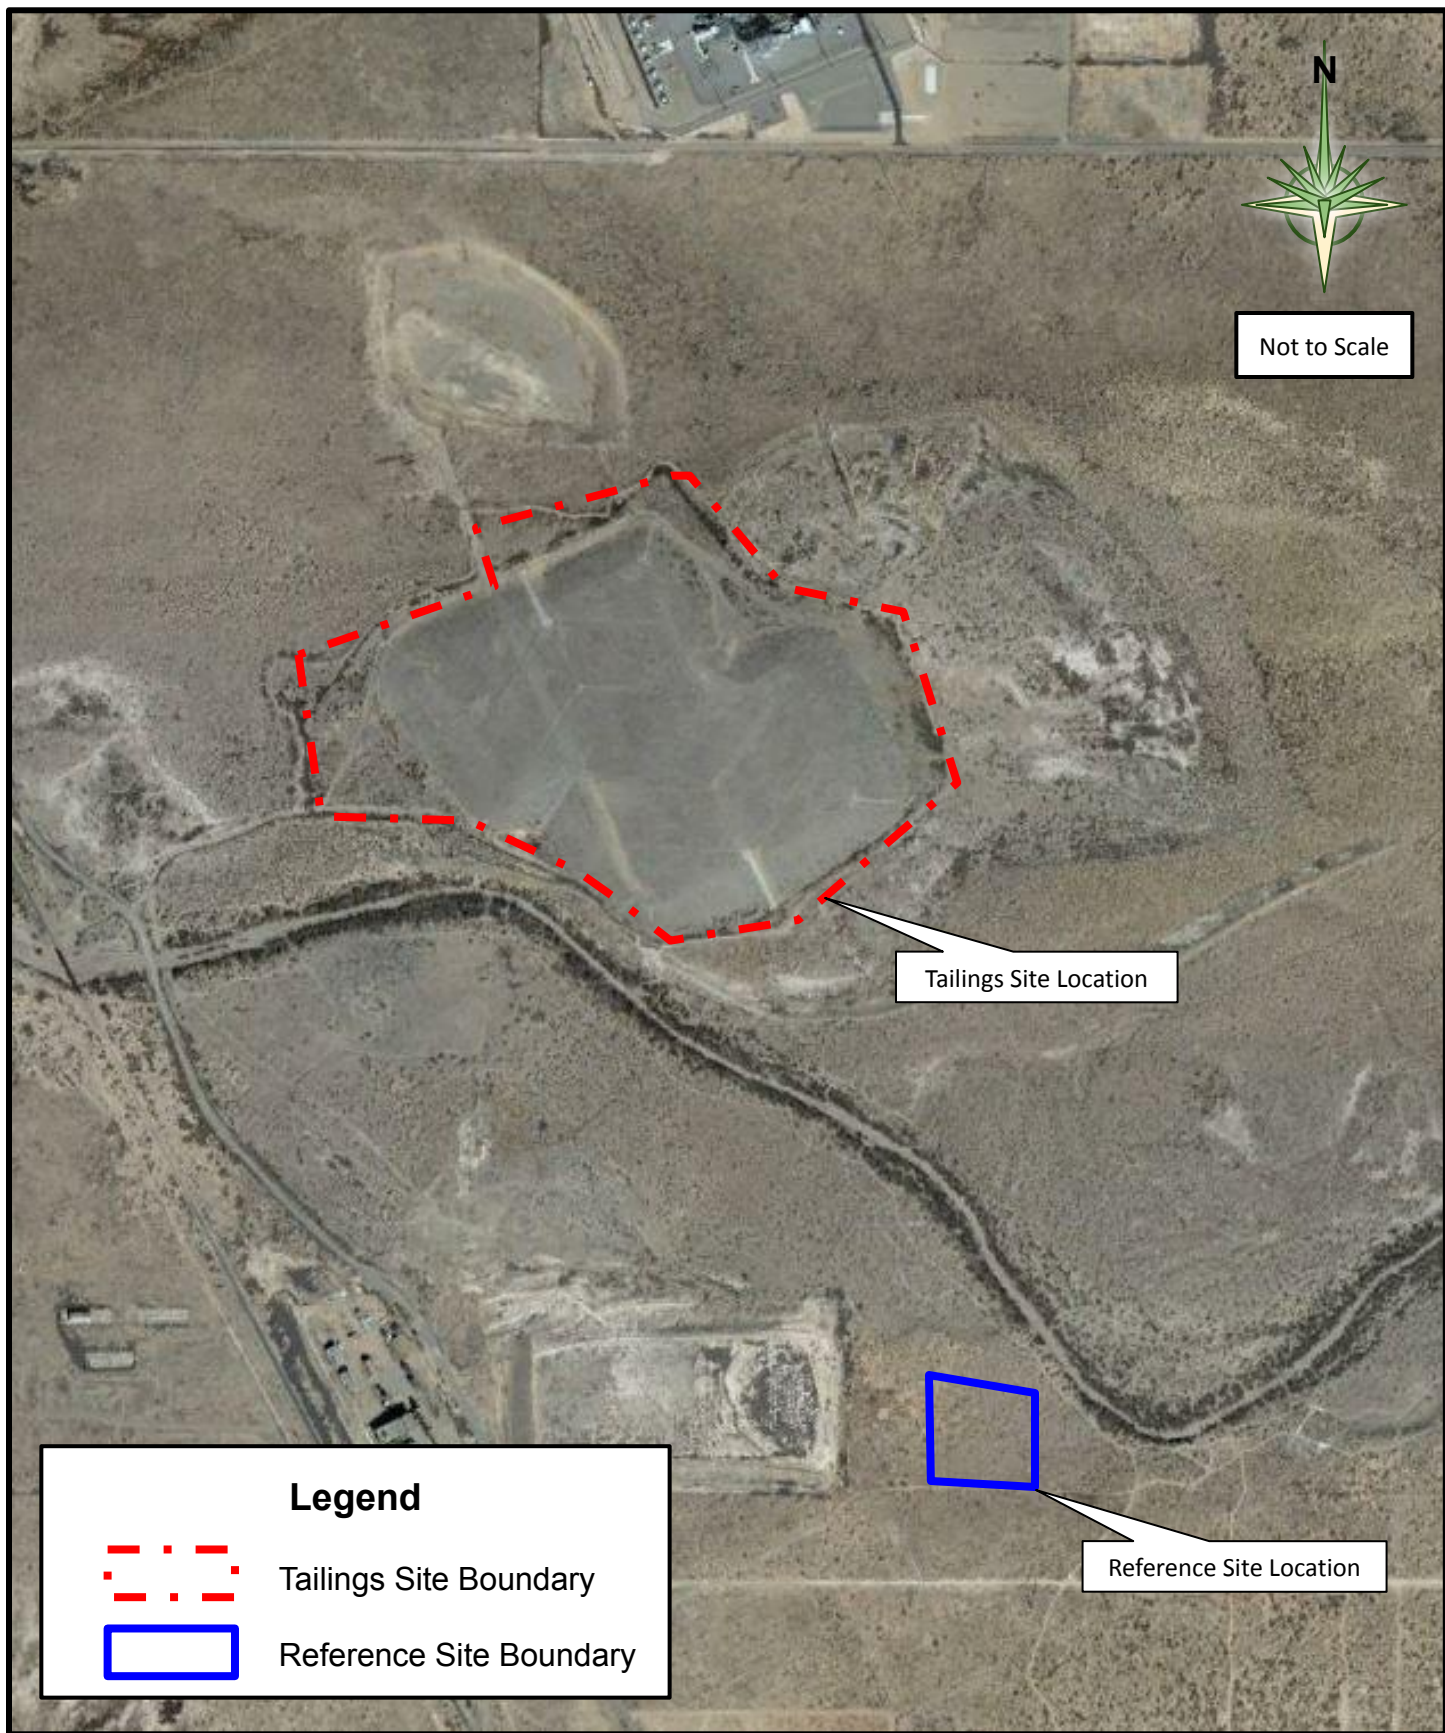 N
Not to Scale
Tailings Site Location
Reference Site Location
Legend
Tailings Site Boundary
Reference Site Boundary